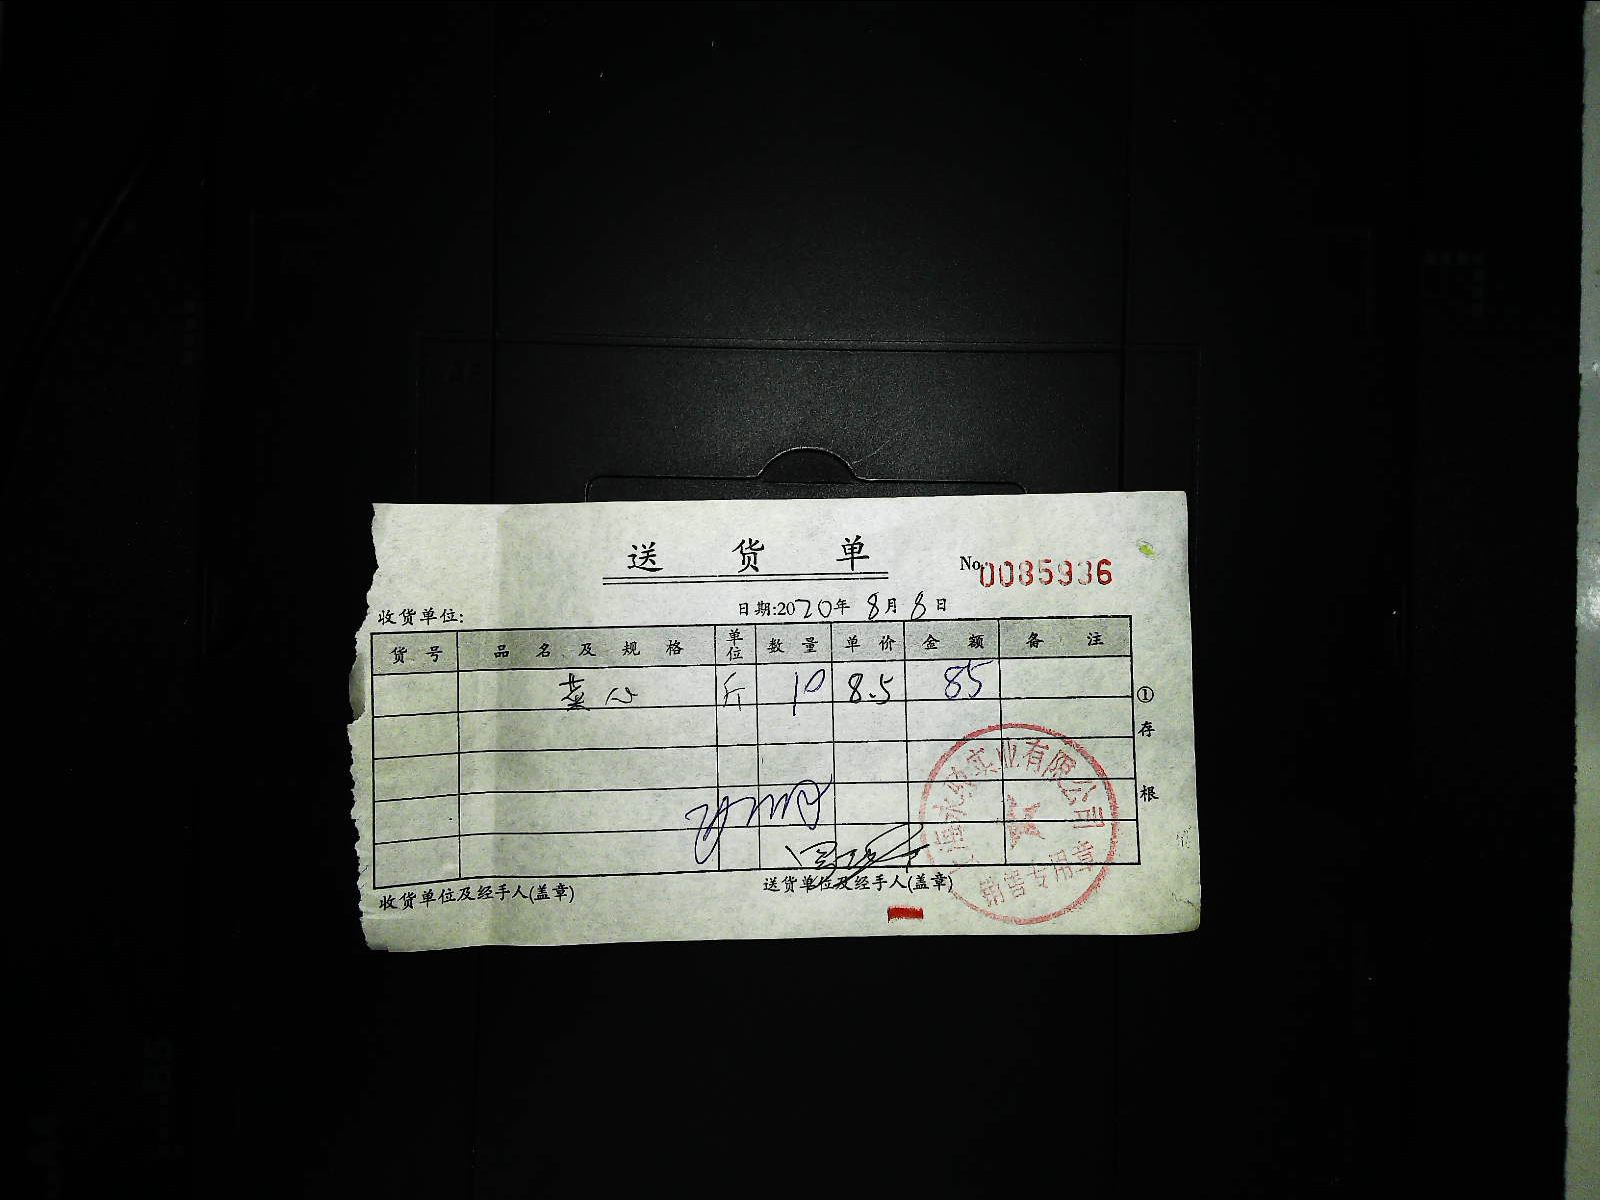 送 货 单
No. 0085936
收货单位:
日期:2020年 8月 8日
货号 品名及规格 单位 数量 单价 金额 备注
菜心 斤 10 8.5 85
①存根
实业有限公司
销售专用章
收货单位及经手人(盖章)
送货单位及经手人(盖章)